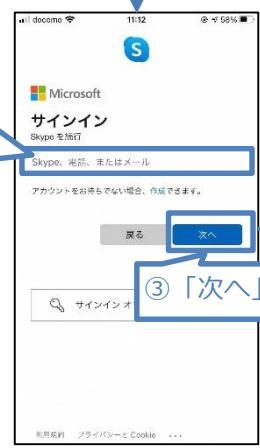 docomo 11:12 58%
S
Microsoft
サインイン
Skype を続行
Skype、電話、またはメール
アカウントをお持ちでない場合、作成できます。
戻る 次へ
③「次へ」
サインイン オ
利用規約 プライバシーと Cookie ...